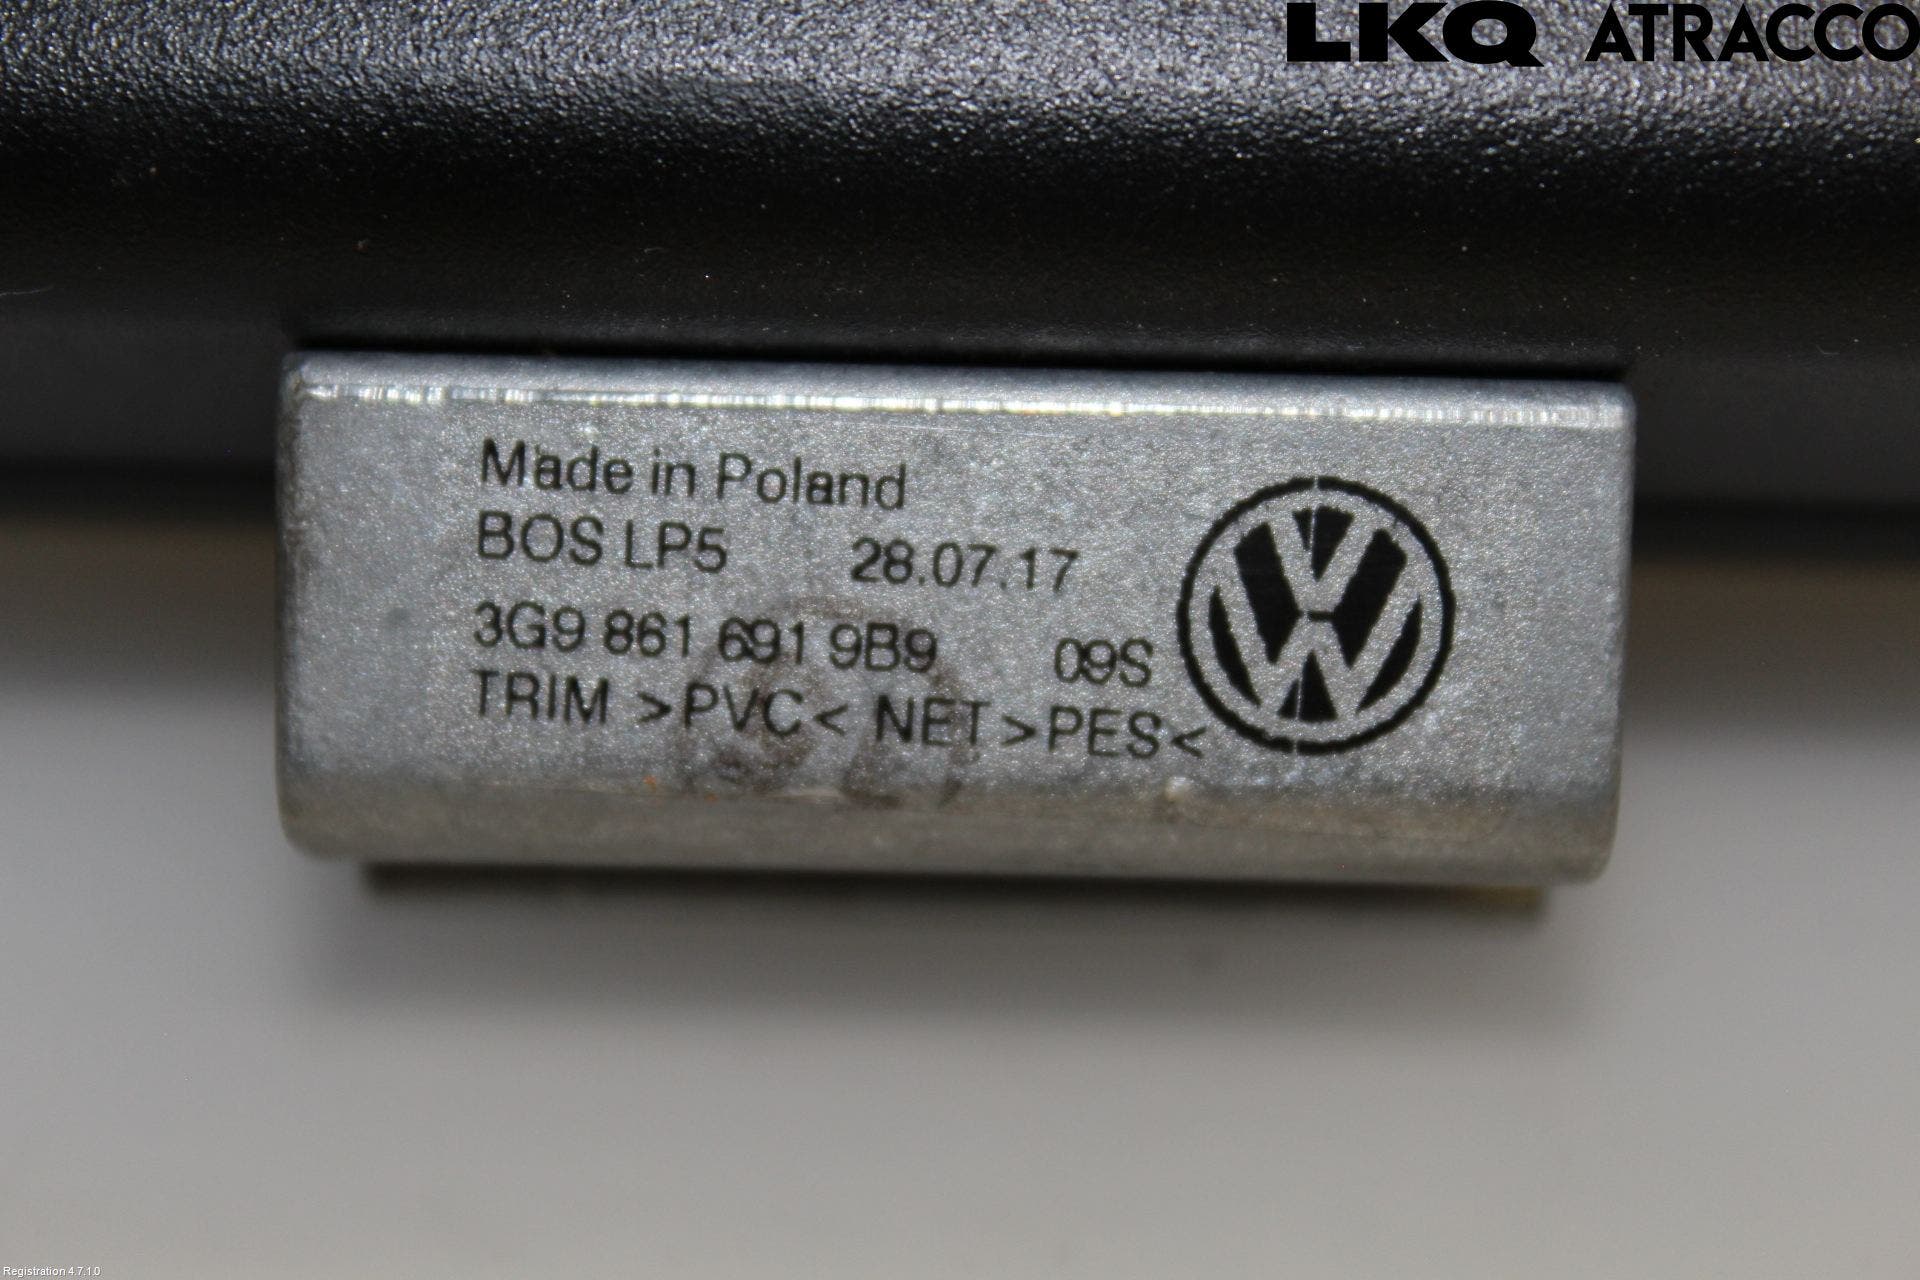 LKQ ATRACCO
Made in Poland
BOS LP5 28.07.17
3G9 861 691 9B9 09S
TRIM >PVC< NET >PES<
Registration 4.7.1.0